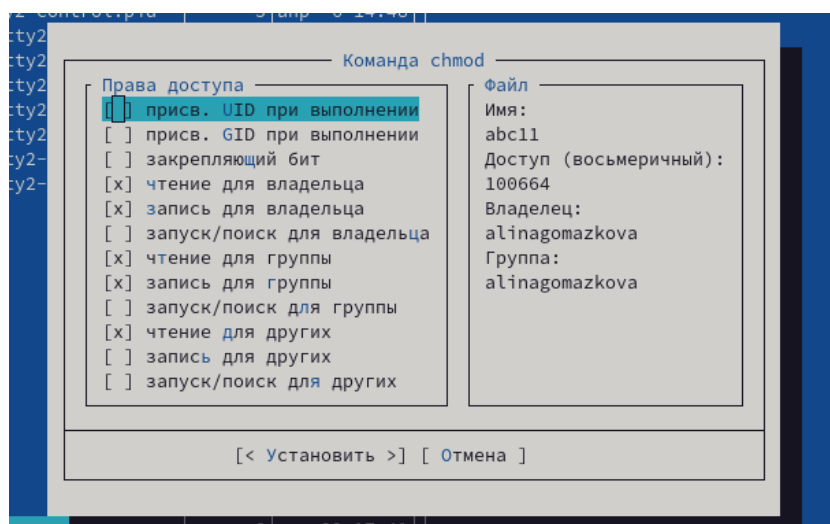 tty2
Команда chmod
Права доступа
[ ] присв. UID при выполнении
[ ] присв. GID при выполнении
[ ] закрепляющий бит
[x] чтение для владельца
[x] запись для владельца
[ ] запуск/поиск для владельца
[x] чтение для группы
[x] запись для группы
[ ] запуск/поиск для группы
[x] чтение для других
[ ] запись для других
[ ] запуск/поиск для других
Файл
Имя:
abc11
Доступ (восьмеричный):
100664
Владелец:
alinagomazkova
Группа:
alinagomazkova
[< Установить >] [ Отмена ]